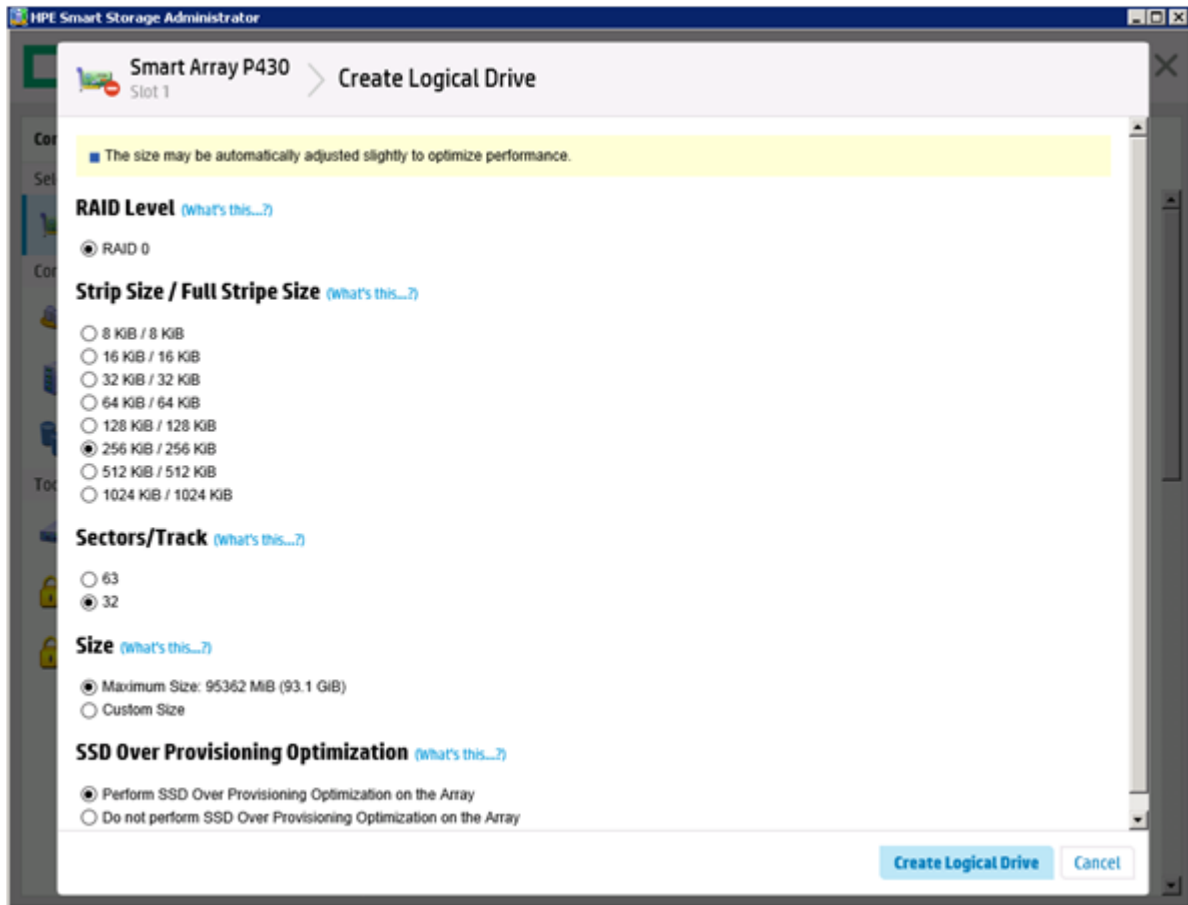 HPE Smart Storage Administrator
Smart Array P430
Slot 1
Create Logical Drive
The size may be automatically adjusted slightly to optimize performance.
RAID Level (What's this...?)
RAID 0
Strip Size / Full Stripe Size (What's this...?)
8 KiB / 8 KiB
16 KiB / 16 KiB
32 KiB / 32 KiB
64 KiB / 64 KiB
128 KiB / 128 KiB
256 KiB / 256 KiB
512 KiB / 512 KiB
1024 KiB / 1024 KiB
Sectors/Track (What's this...?)
63
32
Size (What's this...?)
Maximum Size: 95362 MiB (93.1 GiB)
Custom Size
SSD Over Provisioning Optimization (What's this...?)
Perform SSD Over Provisioning Optimization on the Array
Do not perform SSD Over Provisioning Optimization on the Array
Create Logical Drive
Cancel